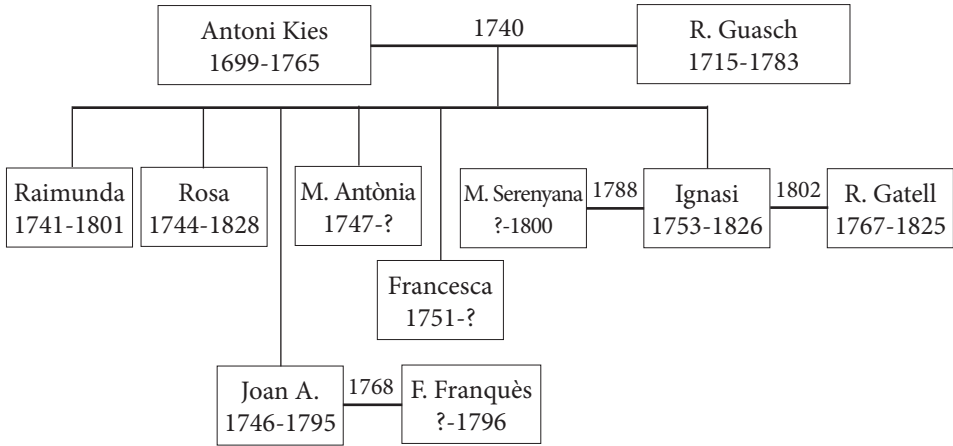 Antoni Kies
1699-1765
1740
R. Guasch
1715-1783
Raimunda
1741-1801
Rosa
1744-1828
M. Antònia
1747-?
M. Serenyana
?-1800
1788
Ignasi
1753-1826
1802
R. Gatell
1767-1825
Francesca
1751-?
Joan A.
1746-1795
1768
F. Franquès
?-1796